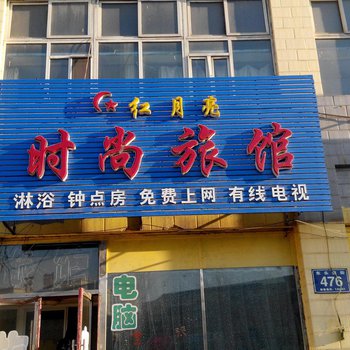 仁月亮
时尚旅馆
淋浴 钟点房 免费上网 有线电视
电脑
476